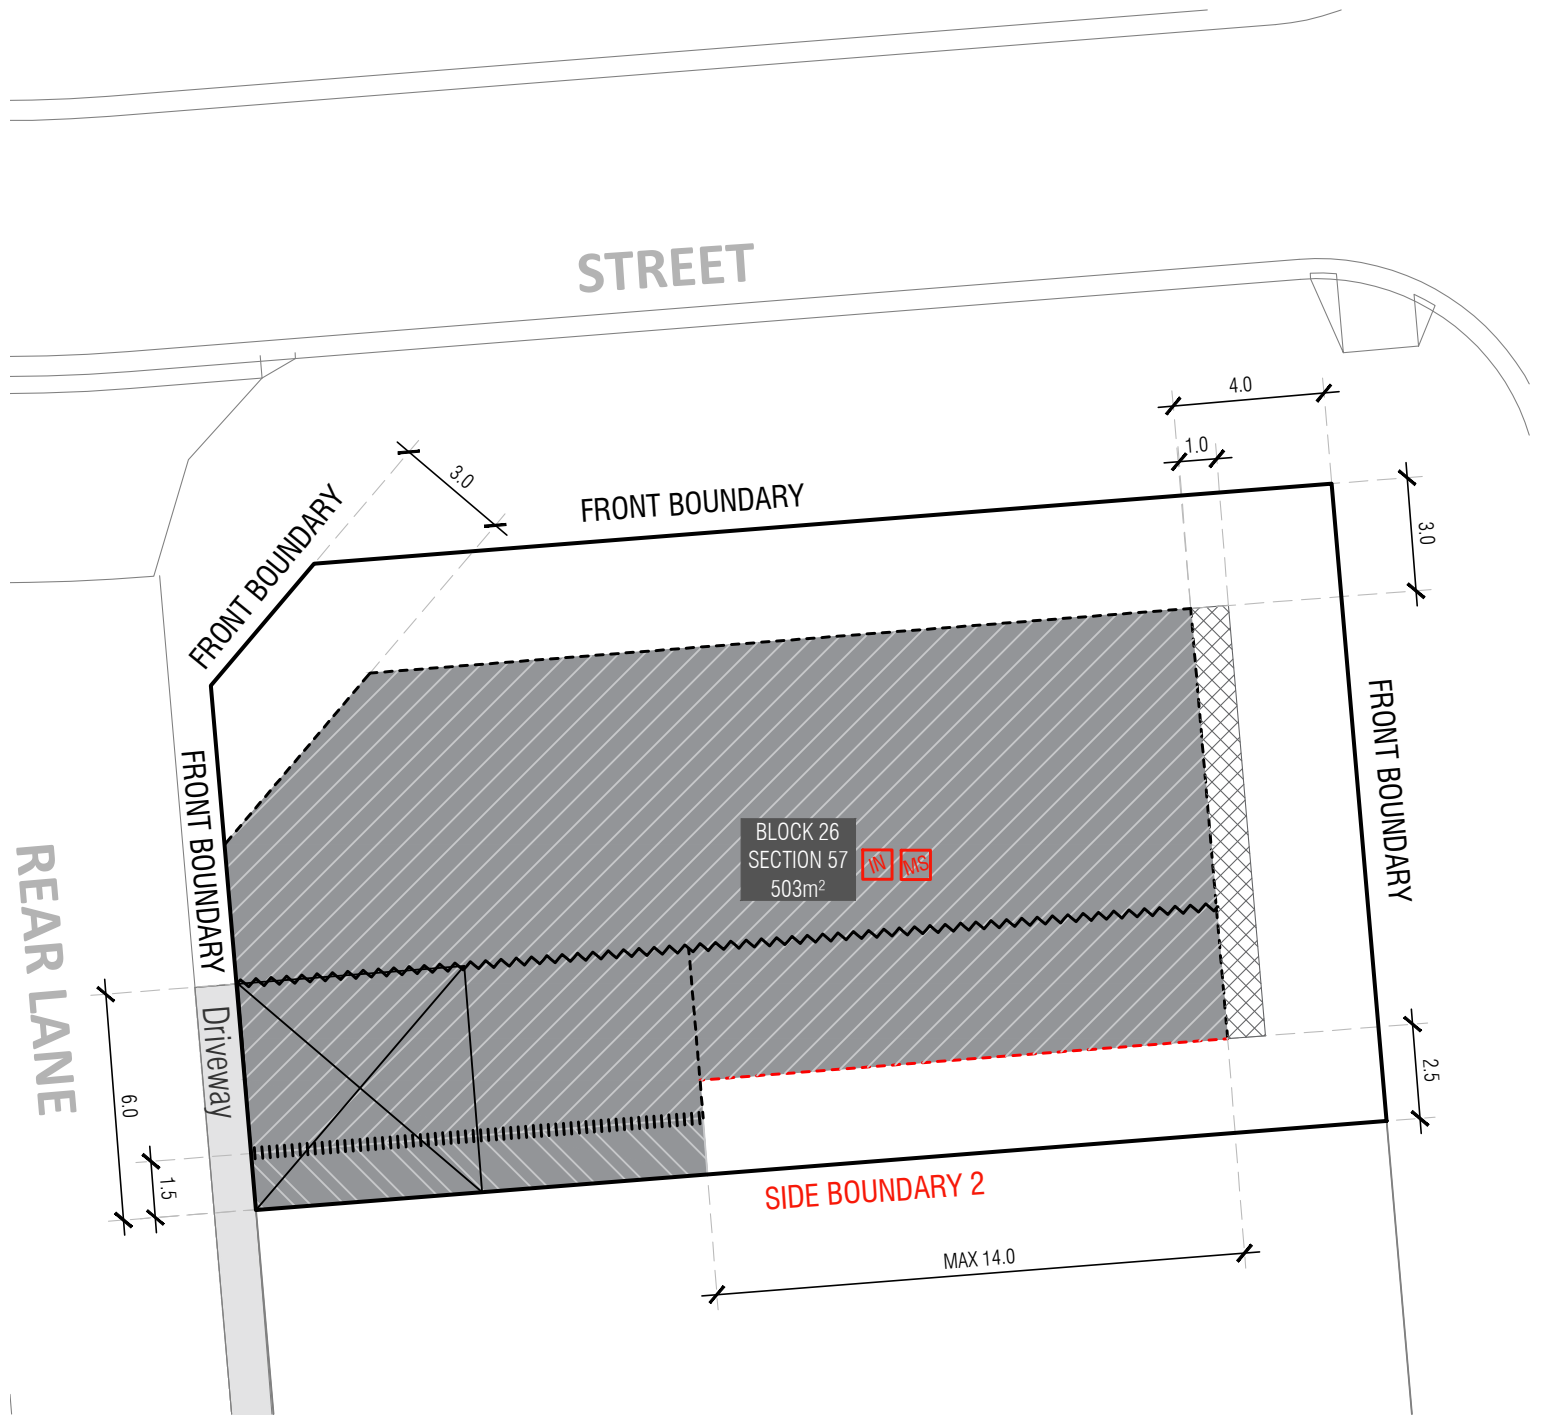 STREET
4.0
1.0
3.0
FRONT BOUNDARY
FRONT BOUNDARY
3.0
FRONT BOUNDARY
FRONT BOUNDARY
BLOCK 26
SECTION 57
503m²
IN
MS
REAR LANE
Driveway
6.0
1.5
2.5
SIDE BOUNDARY 2
MAX 14.0